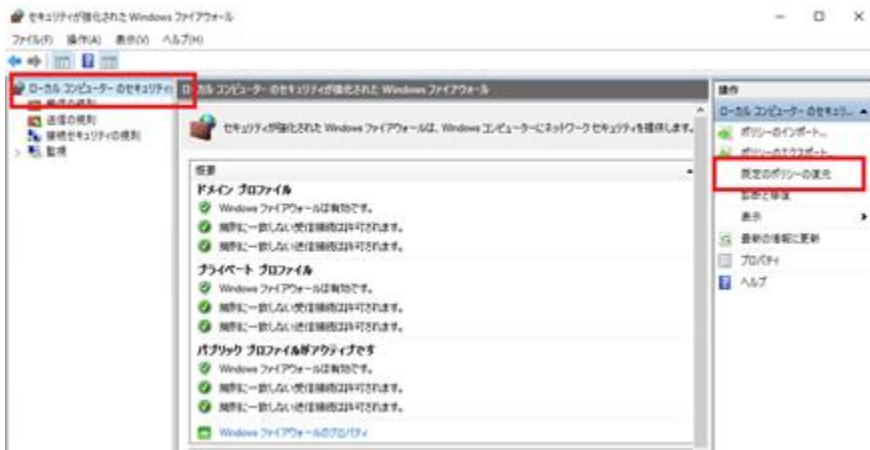 セキュリティが強化された Windows ファイアウォール
ファイル(F) 操作(A) 表示(V) ヘルプ(H)
ローカル コンピューター のセキュリティ
受信の規則
送信の規則
接続セキュリティの規則
監視
ローカル コンピューター のセキュリティが強化された Windows ファイアウォール
セキュリティが強化された Windows ファイアウォールは、Windows コンピューターにネットワーク セキュリティを提供します。
概要
ドメイン プロファイル
Windows ファイアウォールは有効です。
規則に一致しない受信接続は許可されます。
規則に一致しない送信接続は許可されます。
プライベート プロファイル
Windows ファイアウォールは有効です。
規則に一致しない受信接続は許可されます。
規則に一致しない送信接続は許可されます。
パブリック プロファイルがアクティブです
Windows ファイアウォールは有効です。
規則に一致しない受信接続は許可されます。
規則に一致しない送信接続は許可されます。
Windows ファイアウォールのプロパティ
操作
ローカル コンピューター のセキュリ...
ポリシーのインポート...
ポリシーのエクスポート...
既定のポリシーの復元
診断と修復
表示
最新の情報に更新
プロパティ
ヘルプ